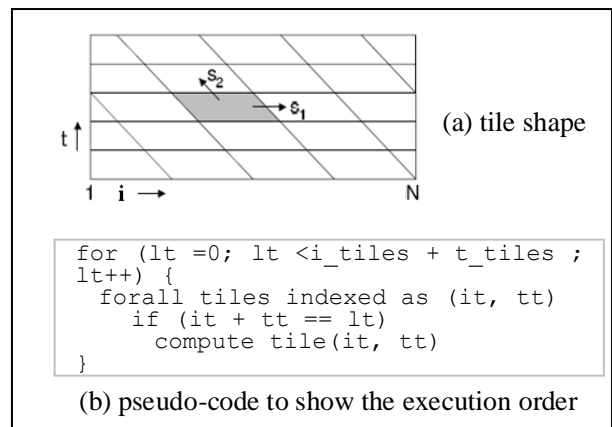 S2
S1
(a) tile shape
t
1 i N
for (lt =0; lt <i_tiles + t_tiles ;
lt++) {
forall tiles indexed as (it, tt)
if (it + tt == lt)
compute tile(it, tt)
}
(b) pseudo-code to show the execution order